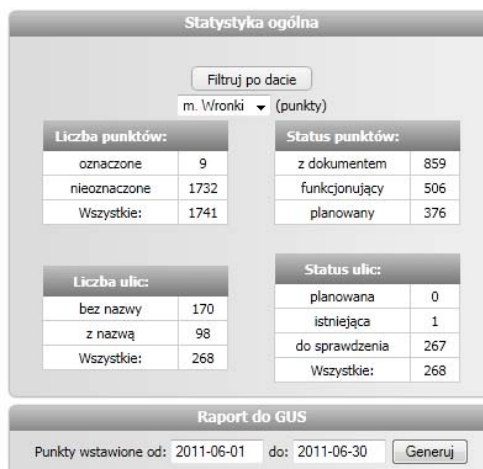 Statystyka ogólna
Filtruj po dacie
m. Wronki (punkty)
Liczba punktów:
oznaczone 9
nieoznaczone 1732
Wszystkie: 1741
Status punktów:
z dokumentem 859
funkcjonujący 506
planowany 376
Liczba ulic:
bez nazwy 170
z nazwą 98
Wszystkie: 268
Status ulic:
planowana 0
istniejąca 1
do sprawdzenia 267
Wszystkie: 268
Raport do GUS
Punkty wstawione od: 2011-06-01 do: 2011-06-30 Generuj